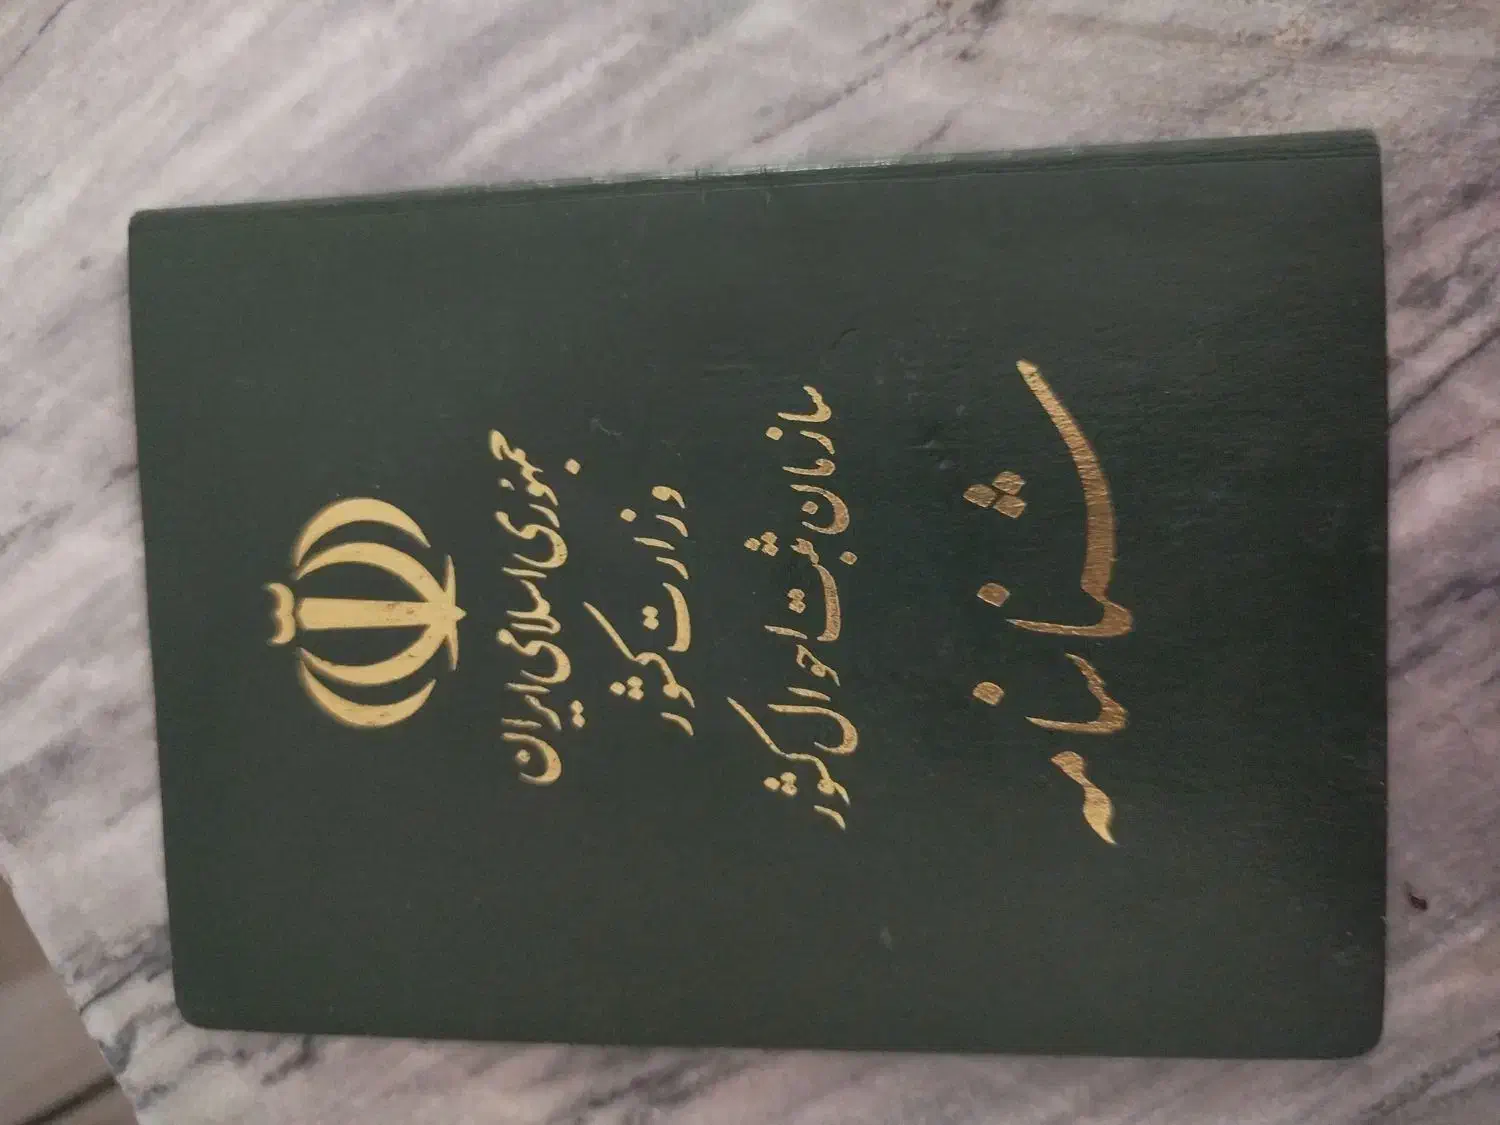 جمهوری اسلامی ایران
وزارت کشور
سازمان ثبت احوال کشور
شناسنامه